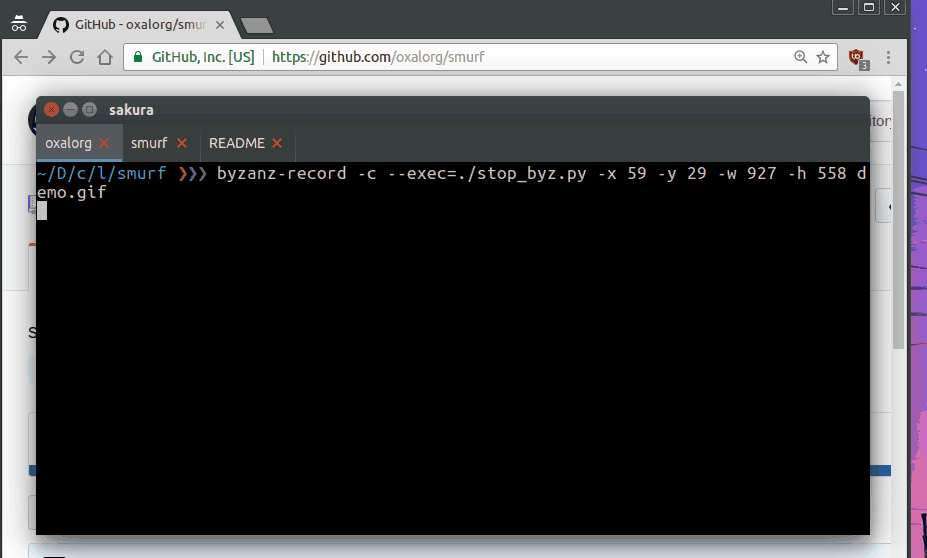 GitHub - oxalorg/smur
GitHub, Inc. [US] https://github.com/oxalorg/smurf
3
sakura
itory
oxalorg smurf README
~/D/c/l/smurf ❯❯❯ byzanz-record -c --exec=./stop_byz.py -x 59 -y 29 -w 927 -h 558 d
emo.gif